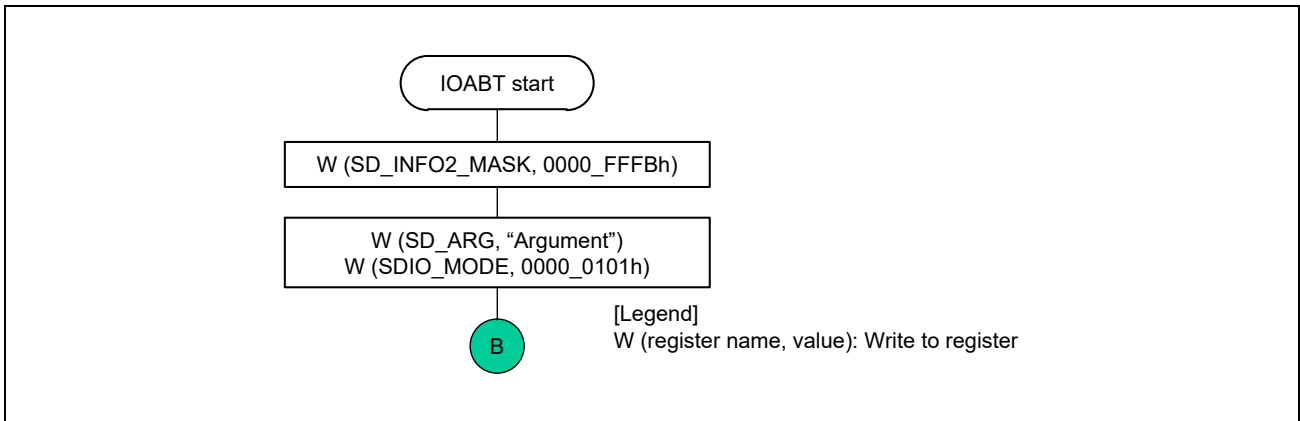 IOABT start
W (SD_INFO2_MASK, 0000_FFFBh)
W (SD_ARG, “Argument”)
W (SDIO_MODE, 0000_0101h)
B
[Legend]
W (register name, value): Write to register